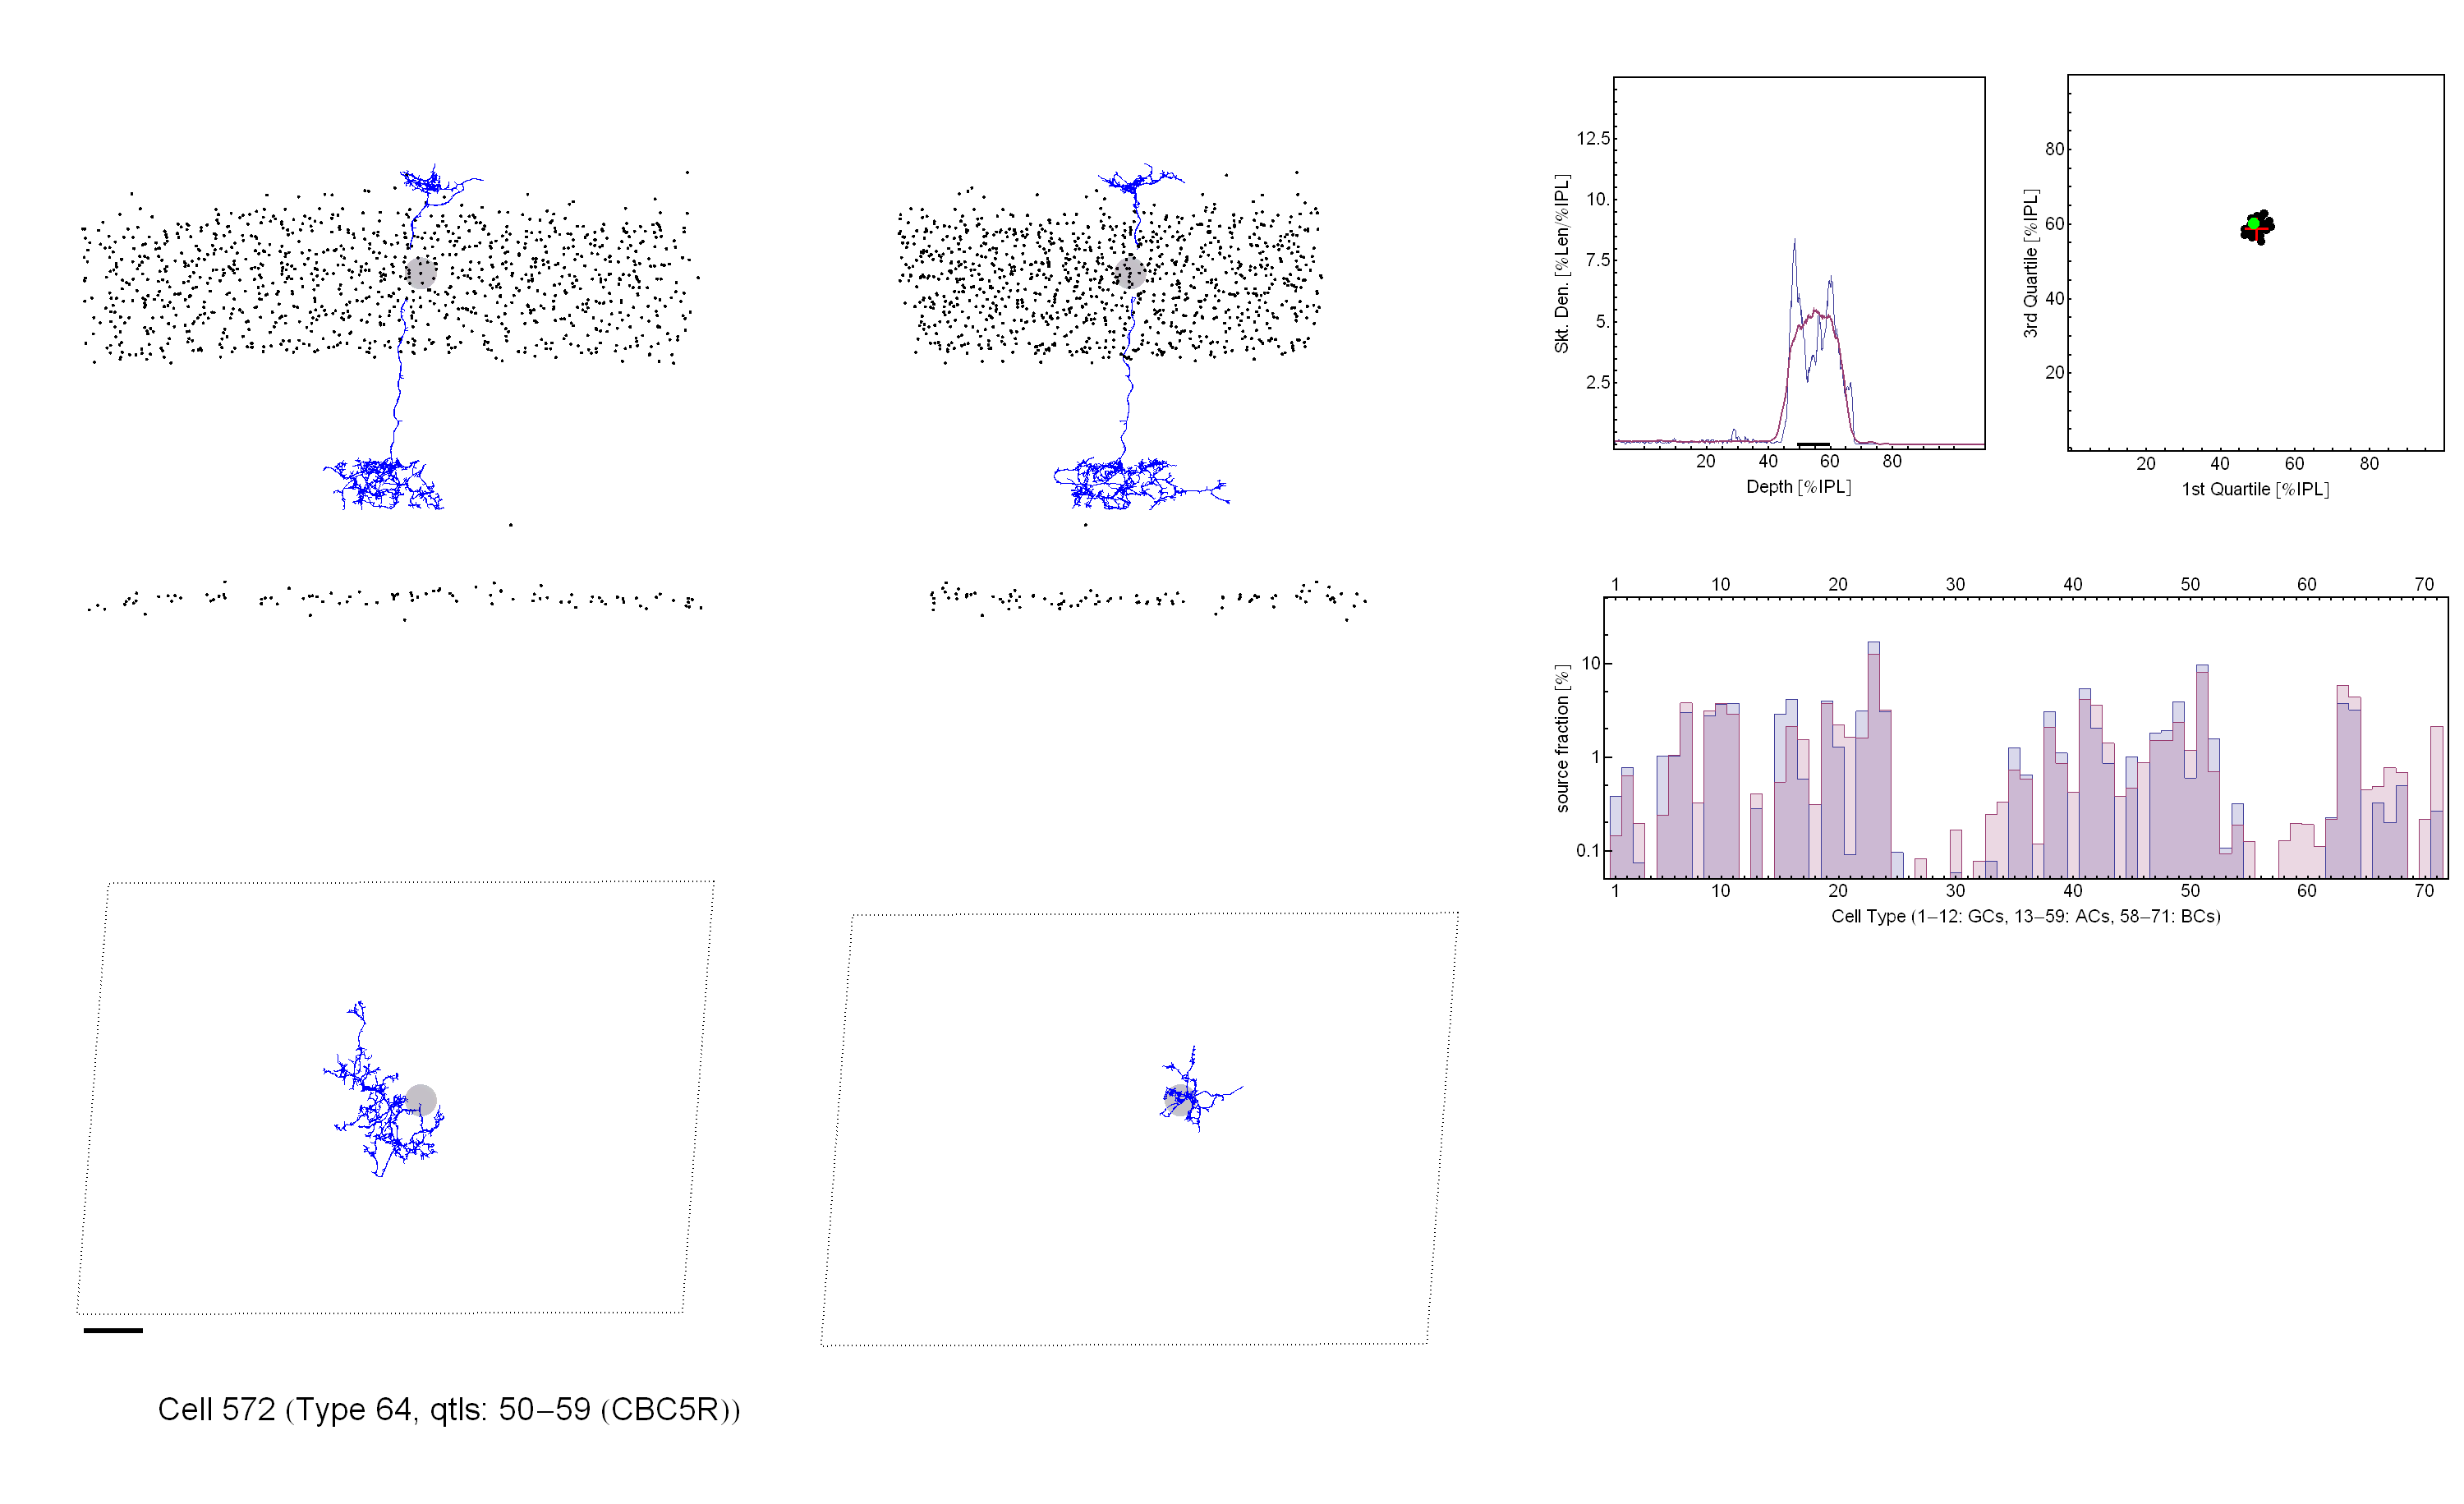 12.5
10.
7.5
5.
2.5
Skt. Den. [%Len/%IPL]
20 40 60 80
Depth [%IPL]
80
60
40
20
3rd Quartile [%IPL]
20 40 60 80
1st Quartile [%IPL]
1 10 20 30 40 50 60 70
10
1
0.1
source fraction [%]
1 10 20 30 40 50 60 70
Cell Type (1–12: GCs, 13–59: ACs, 58–71: BCs)
Cell 572 (Type 64, qtls: 50–59 (CBC5R))